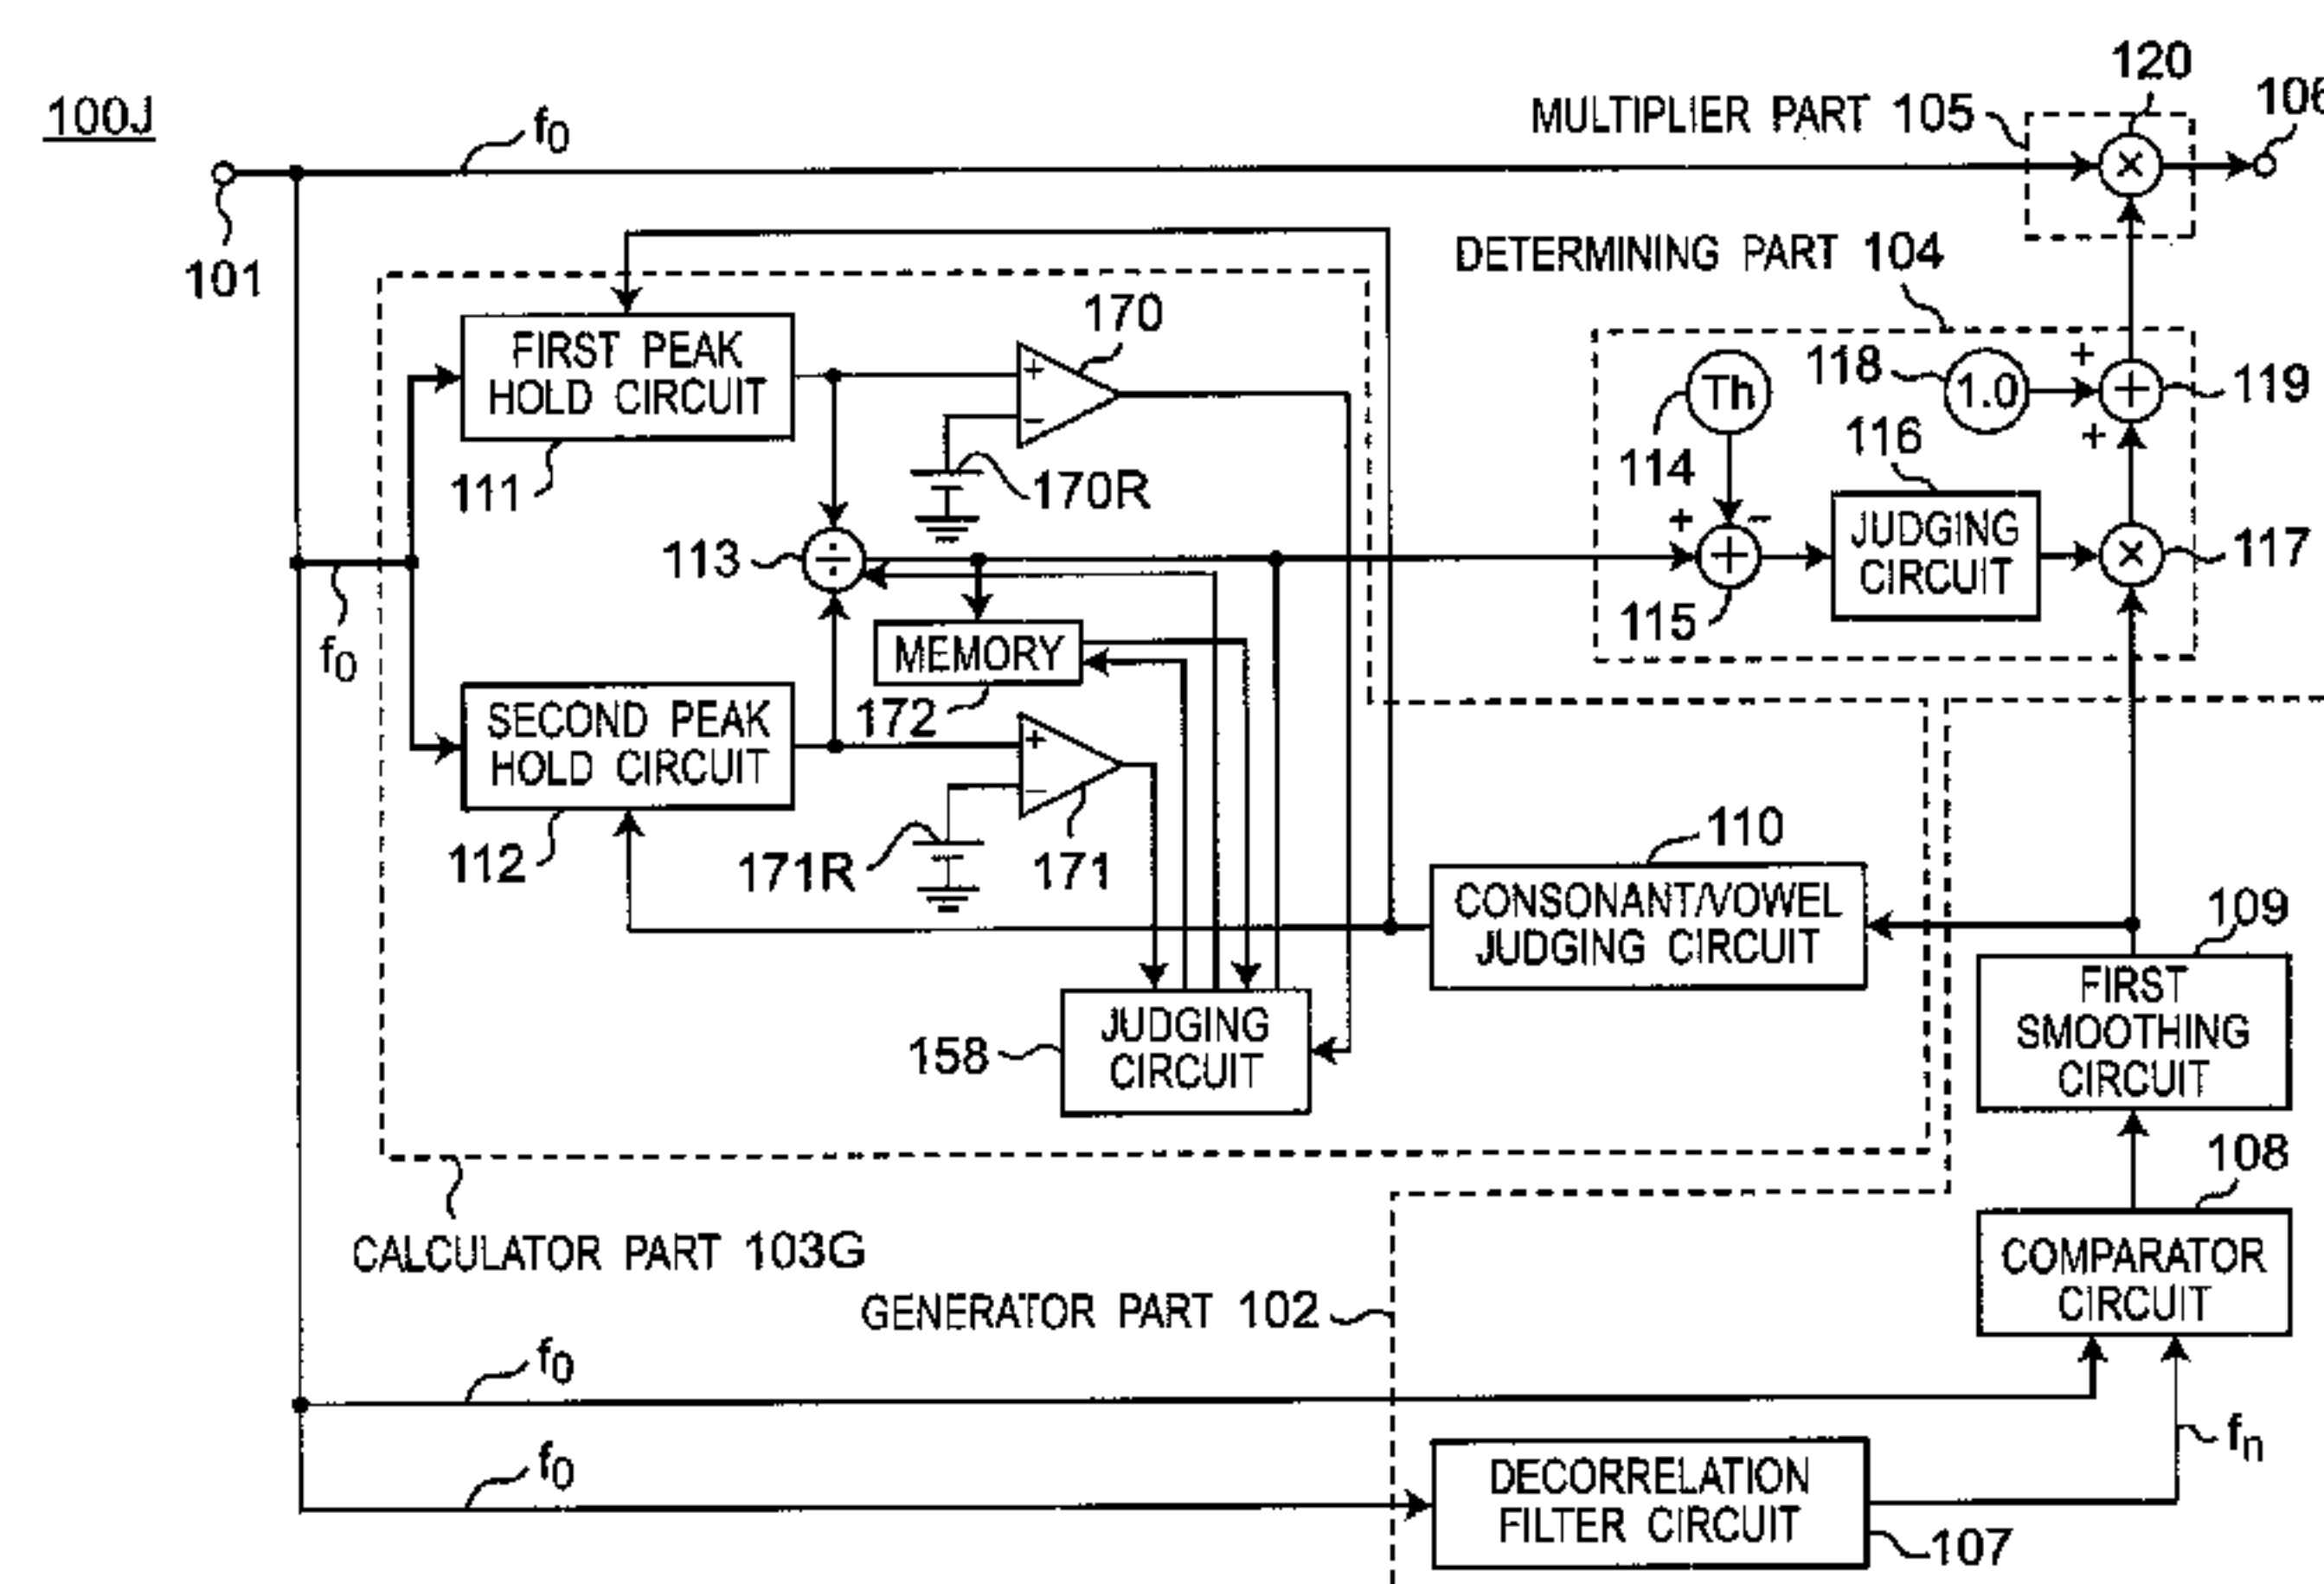 100J
f0
MULTIPLIER PART 105
120
106
×
101
DETERMINING PART 104
FIRST PEAK
HOLD CIRCUIT
111
170
+
−
170R
Th
114
118
1.0
+
+
+
119
116
JUDGING
CIRCUIT
×
117
+
−
+
115
113
÷
f0
MEMORY
172
SECOND PEAK
HOLD CIRCUIT
112
+
−
171R
171
110
CONSONANT/VOWEL
JUDGING CIRCUIT
109
FIRST
SMOOTHING
CIRCUIT
158
JUDGING
CIRCUIT
108
COMPARATOR
CIRCUIT
CALCULATOR PART 103G
GENERATOR PART 102
f0
f0
fn
DECORRELATION
FILTER CIRCUIT
107